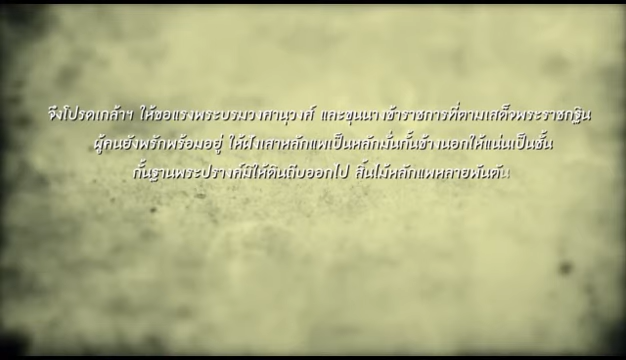 จึงโปรดเกล้าฯ ให้ขอแรงพระบรมวงศานุวงศ์ และขุนนางข้าราชการที่ตามเสด็จพระราชกฐิน
ผู้คนยังพรักพร้อมอยู่ ให้ฝังเสาหลักแพเป็นหลักมั่นกั้นข้างนอกให้แน่นเป็นชั้น
กั้นฐานพระปรางค์มิให้ดินถีบออกไป สิ้นไม้หลักแพหลายพันต้น